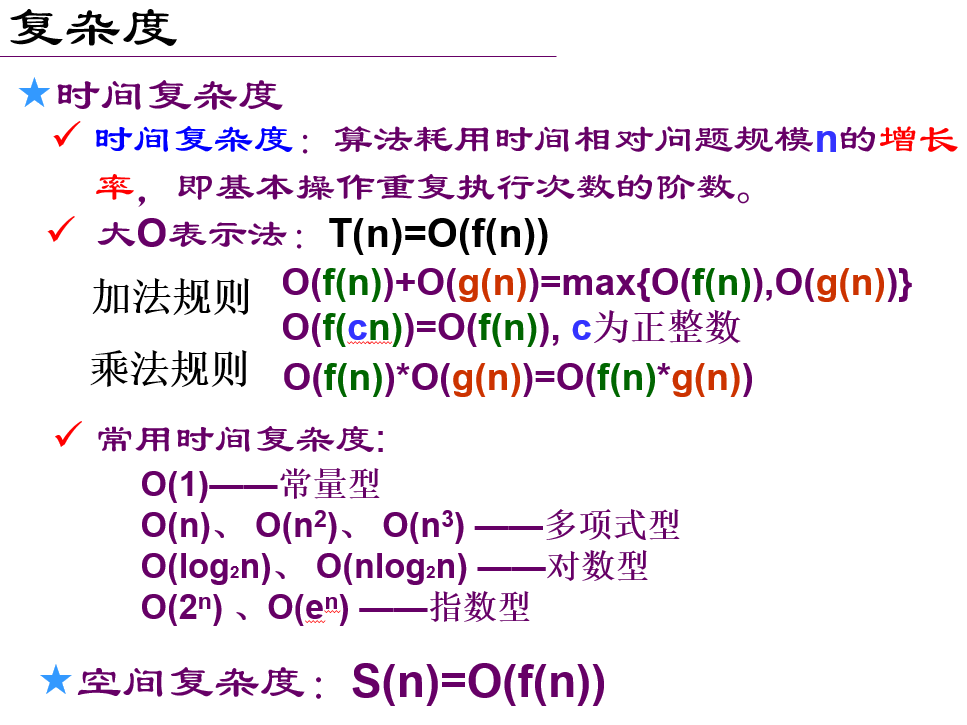 复杂度
★时间复杂度
✓ 时间复杂度：算法耗用时间相对问题规模n的增长
率，即基本操作重复执行次数的阶数。
✓ 大O表示法：T(n)=O(f(n))
加法规则 O(f(n))+O(g(n))=max{O(f(n)),O(g(n))}
O(f(cn))=O(f(n)), c为正整数
乘法规则 O(f(n))*O(g(n))=O(f(n)*g(n))
✓ 常用时间复杂度:
O(1)——常量型
O(n)、 O(n²)、 O(n³) ——多项式型
O(log₂n)、 O(nlog₂n) ——对数型
O(2ⁿ) 、O(eⁿ) ——指数型
★空间复杂度：S(n)=O(f(n))